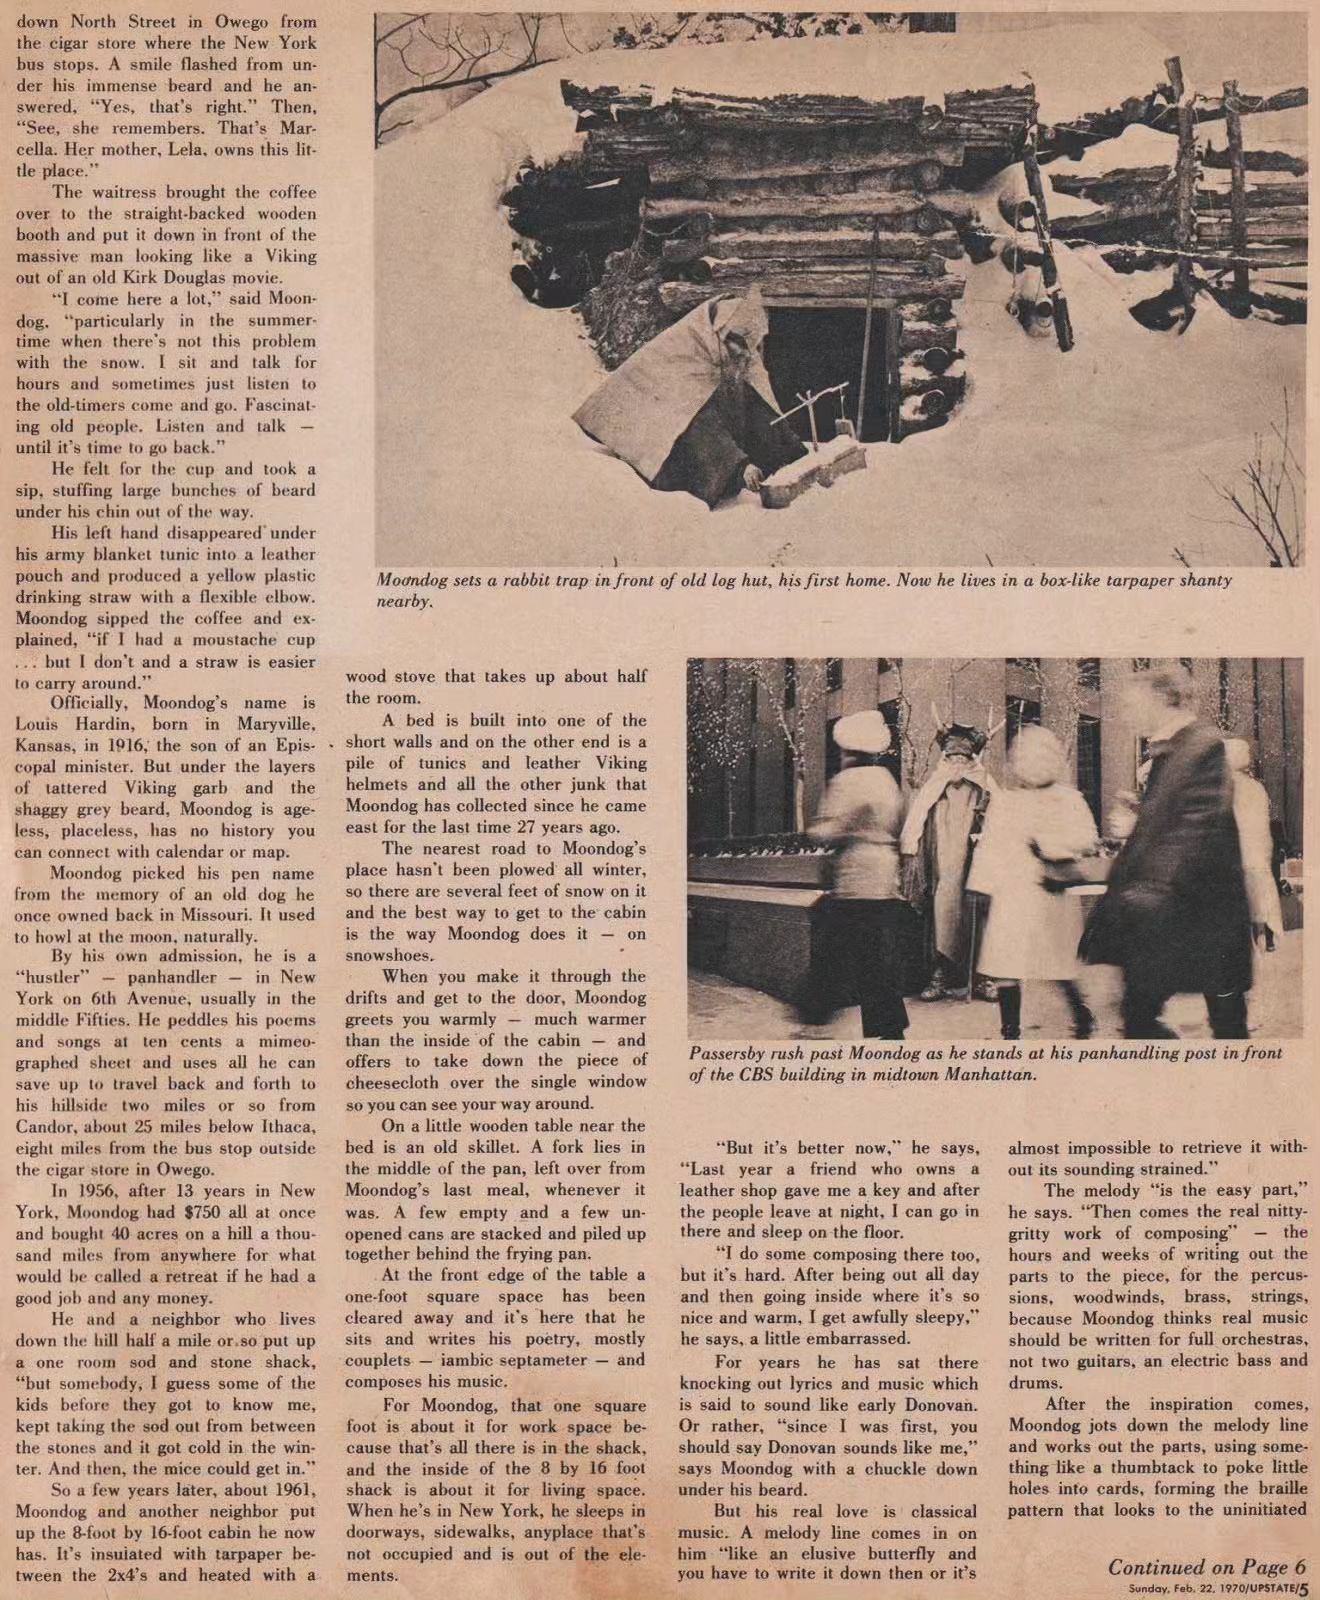 down North Street in Owego from
the cigar store where the New York
bus stops. A smile flashed from un-
der his immense beard and he an-
swered, “Yes, that’s right.” Then,
“See, she remembers. That’s Mar-
cella. Her mother, Lela, owns this lit-
tle place.”
The waitress brought the coffee
over to the straight-backed wooden
booth and put it down in front of the
massive man looking like a Viking
out of an old Kirk Douglas movie.
“I come here a lot,” said Moon-
dog, “particularly in the summer-
time when there’s not this problem
with the snow. I sit and talk for
hours and sometimes just listen to
the old-timers come and go. Fascinat-
ing old people. Listen and talk —
until it’s time to go back.”
He felt for the cup and took a
sip, stuffing large bunches of beard
under his chin out of the way.
His left hand disappeared under
his army blanket tunic into a leather
pouch and produced a yellow plastic
drinking straw with a flexible elbow.
Moondog sipped the coffee and ex-
plained, “if I had a moustache cup
... but I don’t and a straw is easier
to carry around.”
Officially, Moondog’s name is
Louis Hardin, born in Maryville,
Kansas, in 1916, the son of an Epis-
copal minister. But under the layers
of tattered Viking garb and the
shaggy grey beard, Moondog is age-
less, placeless, has no history you
can connect with calendar or map.
Moondog picked his pen name
from the memory of an old dog he
once owned back in Missouri. It used
to howl at the moon, naturally.
By his own admission, he is a
“hustler” — panhandler — in New
York on 6th Avenue, usually in the
middle Fifties. He peddles his poems
and songs at ten cents a mimeo-
graphed sheet and uses all he can
save up to travel back and forth to
his hillside two miles or so from
Candor, about 25 miles below Ithaca,
eight miles from the bus stop outside
the cigar store in Owego.
In 1956, after 13 years in New
York, Moondog had $750 all at once
and bought 40 acres on a hill a thou-
sand miles from anywhere for what
would be called a retreat if he had a
good job and any money.
He and a neighbor who lives
down the hill half a mile or so put up
a one room sod and stone shack,
“but somebody, I guess some of the
kids before they got to know me,
kept taking the sod out from between
the stones and it got cold in the win-
ter. And then, the mice could get in.”
So a few years later, about 1961,
Moondog and another neighbor put
up the 8-foot by 16-foot cabin he now
has. It’s insulated with tarpaper be-
tween the 2x4’s and heated with a
Moondog sets a rabbit trap in front of old log hut, his first home. Now he lives in a box-like tarpaper shanty
nearby.
wood stove that takes up about half
the room.
A bed is built into one of the
short walls and on the other end is a
pile of tunics and leather Viking
helmets and all the other junk that
Moondog has collected since he came
east for the last time 27 years ago.
The nearest road to Moondog’s
place hasn’t been plowed all winter,
so there are several feet of snow on it
and the best way to get to the cabin
is the way Moondog does it — on
snowshoes.
When you make it through the
drifts and get to the door, Moondog
greets you warmly — much warmer
than the inside of the cabin — and
offers to take down the piece of
cheesecloth over the single window
so you can see your way around.
On a little wooden table near the
bed is an old skillet. A fork lies in
the middle of the pan, left over from
Moondog’s last meal, whenever it
was. A few empty and a few un-
opened cans are stacked and piled up
together behind the frying pan.
At the front edge of the table a
one-foot square space has been
cleared away and it’s here that he
sits and writes his poetry, mostly
couplets — iambic septameter — and
composes his music.
For Moondog, that one square
foot is about it for work space be-
cause that’s all there is in the shack,
and the inside of the 8 by 16 foot
shack is about it for living space.
When he’s in New York, he sleeps in
doorways, sidewalks, anyplace that’s
not occupied and is out of the ele-
ments.
Passersby rush past Moondog as he stands at his panhandling post in front
of the CBS building in midtown Manhattan.
“But it’s better now,” he says,
“Last year a friend who owns a
leather shop gave me a key and after
the people leave at night, I can go in
there and sleep on the floor.
“I do some composing there too,
but it’s hard. After being out all day
and then going inside where it’s so
nice and warm, I get awfully sleepy,”
he says, a little embarrassed.
For years he has sat there
knocking out lyrics and music which
is said to sound like early Donovan.
Or rather, “since I was first, you
should say Donovan sounds like me,”
says Moondog with a chuckle down
under his beard.
But his real love is classical
music. A melody line comes in on
him “like an elusive butterfly and
you have to write it down then or it’s
almost impossible to retrieve it with-
out its sounding strained.”
The melody “is the easy part,”
he says. “Then comes the real nitty-
gritty work of composing” — the
hours and weeks of writing out the
parts to the piece, for the percus-
sions, woodwinds, brass, strings,
because Moondog thinks real music
should be written for full orchestras,
not two guitars, an electric bass and
drums.
After the inspiration comes,
Moondog jots down the melody line
and works out the parts, using some-
thing like a thumbtack to poke little
holes into cards, forming the braille
pattern that looks to the uninitiated
Continued on Page 6
Sunday, Feb. 22, 1970/UPSTATE/5